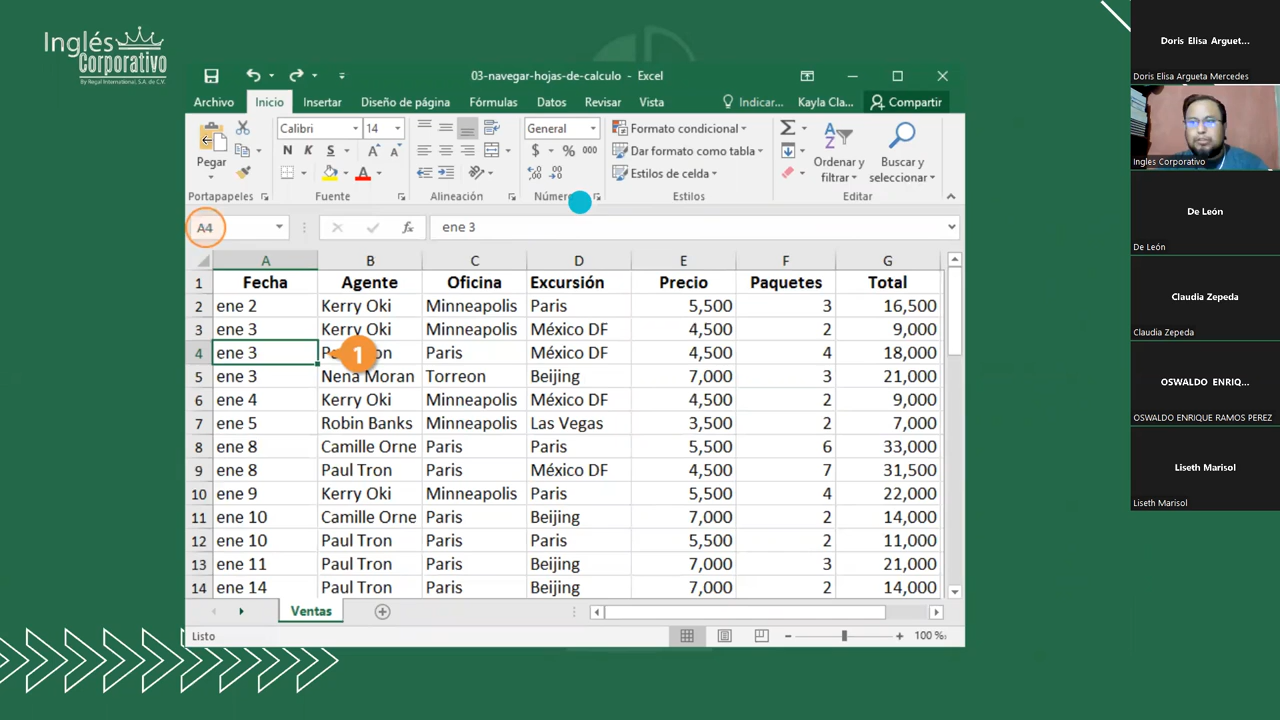 Inglés
Corporativo
By Regal International, S.A. de C.V.
03-navegar-hojas-de-calculo - Excel
Archivo Inicio Insertar Diseño de página Fórmulas Datos Revisar Vista Indicar... Kayla Cla... Compartir
Pegar
Calibri 14
N K S
General
$ % 000
Formato condicional
Dar formato como tabla
Estilos de celda
Ordenar y filtrar
Buscar y seleccionar
Portapapeles Fuente Alineación Estilos Editar
A4 fx ene 3
A B C D E F G
1 Fecha Agente Oficina Excursión Precio Paquetes Total
2 ene 2 Kerry Oki Minneapolis Paris 5,500 3 16,500
3 ene 3 Kerry Oki Minneapolis México DF 4,500 2 9,000
4 ene 3 1 Paris México DF 4,500 4 18,000
5 ene 3 Nena Moran Torreon Beijing 7,000 3 21,000
6 ene 4 Kerry Oki Minneapolis México DF 4,500 2 9,000
7 ene 5 Robin Banks Minneapolis Las Vegas 3,500 2 7,000
8 ene 8 Camille Orne Paris Paris 5,500 6 33,000
9 ene 8 Paul Tron Paris México DF 4,500 7 31,500
10 ene 9 Kerry Oki Minneapolis Paris 5,500 4 22,000
11 ene 10 Camille Orne Paris Beijing 7,000 2 14,000
12 ene 10 Paul Tron Paris Paris 5,500 2 11,000
13 ene 11 Paul Tron Paris Beijing 7,000 3 21,000
14 ene 14 Paul Tron Paris Beijing 7,000 2 14,000
Ventas
Listo 100 %
Doris Elisa Arguet...
Doris Elisa Argueta Mercedes
Ingles Corporativo
De León
De León
Claudia Zepeda
Claudia Zepeda
OSWALDO ENRIQ...
OSWALDO ENRIQUE RAMOS PEREZ
Liseth Marisol
Liseth Marisol